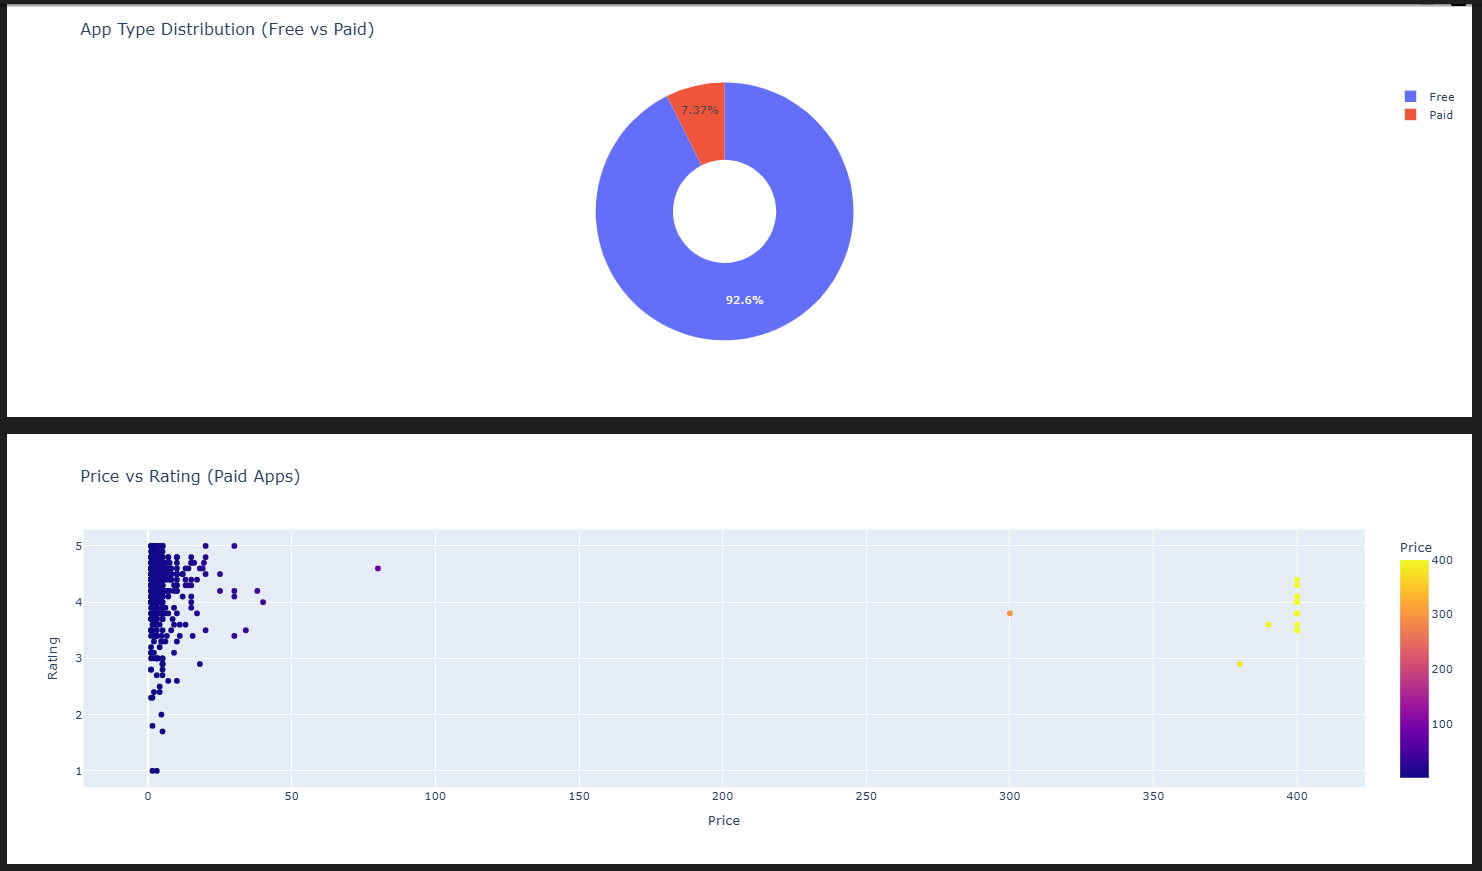 App Type Distribution (Free vs Paid)
Free
Paid
7.37%
92.6%
Price vs Rating (Paid Apps)
Price
5
4
3
2
1
Rating
0 50 100 150 200 250 300 350 400
Price
400
300
200
100